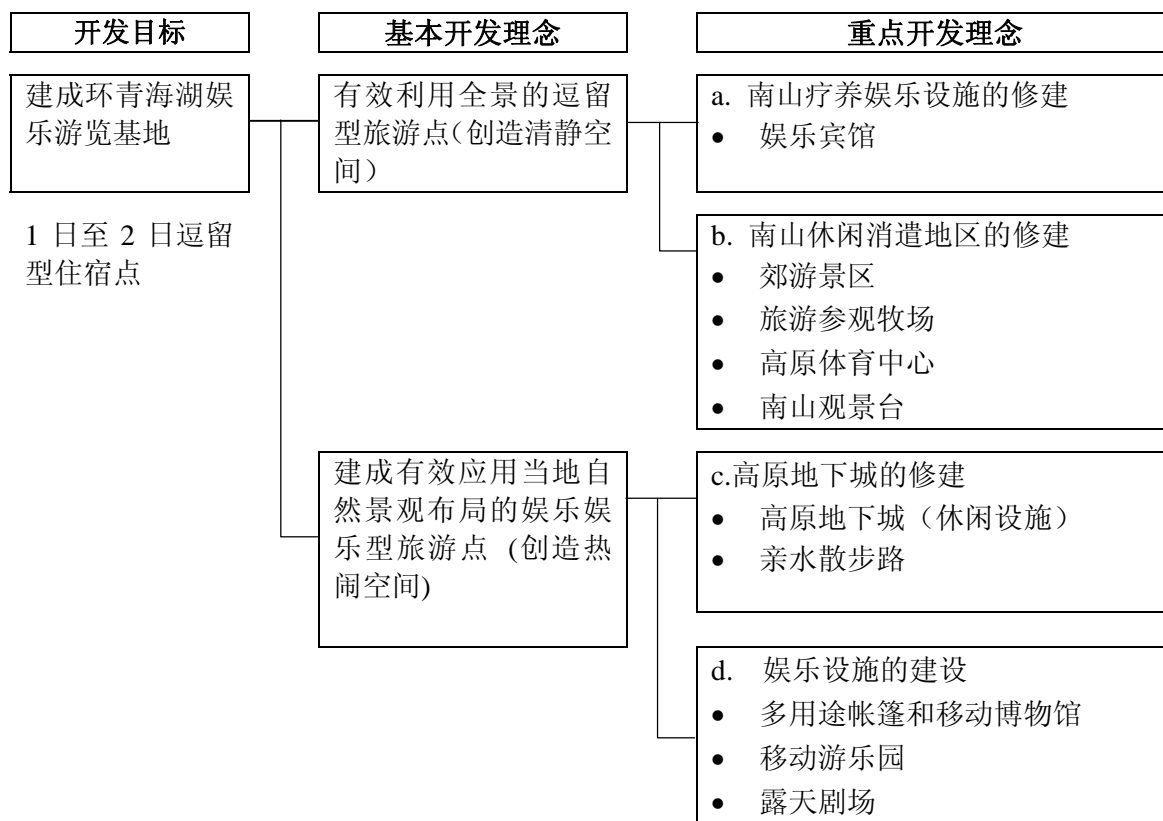 开发目标
基本开发理念
重点开发理念
建成环青海湖娱
乐游览基地
1 日至 2 日逗留
型住宿点
有效利用全景的逗留
型旅游点（创造清静空
间）
a. 南山疗养娱乐设施的修建
• 娱乐宾馆
b. 南山休闲消遣地区的修建
• 郊游景区
• 旅游参观牧场
• 高原体育中心
• 南山观景台
建成有效应用当地自
然景观布局的娱乐娱
乐型旅游点 (创造热
闹空间)
c.高原地下城的修建
• 高原地下城（休闲设施）
• 亲水散步路
d. 娱乐设施的建设
• 多用途帐篷和移动博物馆
• 移动游乐园
• 露天剧场